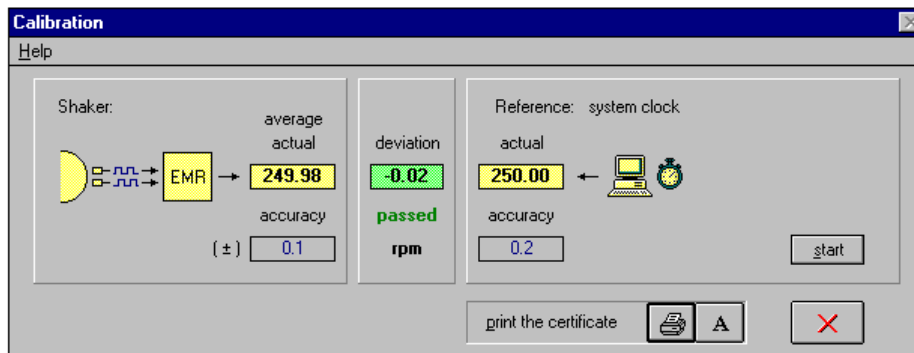 Calibration
Help
Shaker:
average
actual
EMR
249.98
accuracy
(±) 0.1
deviation
-0.02
passed
rpm
Reference: system clock
actual
250.00
accuracy
0.2
start
print the certificate
A